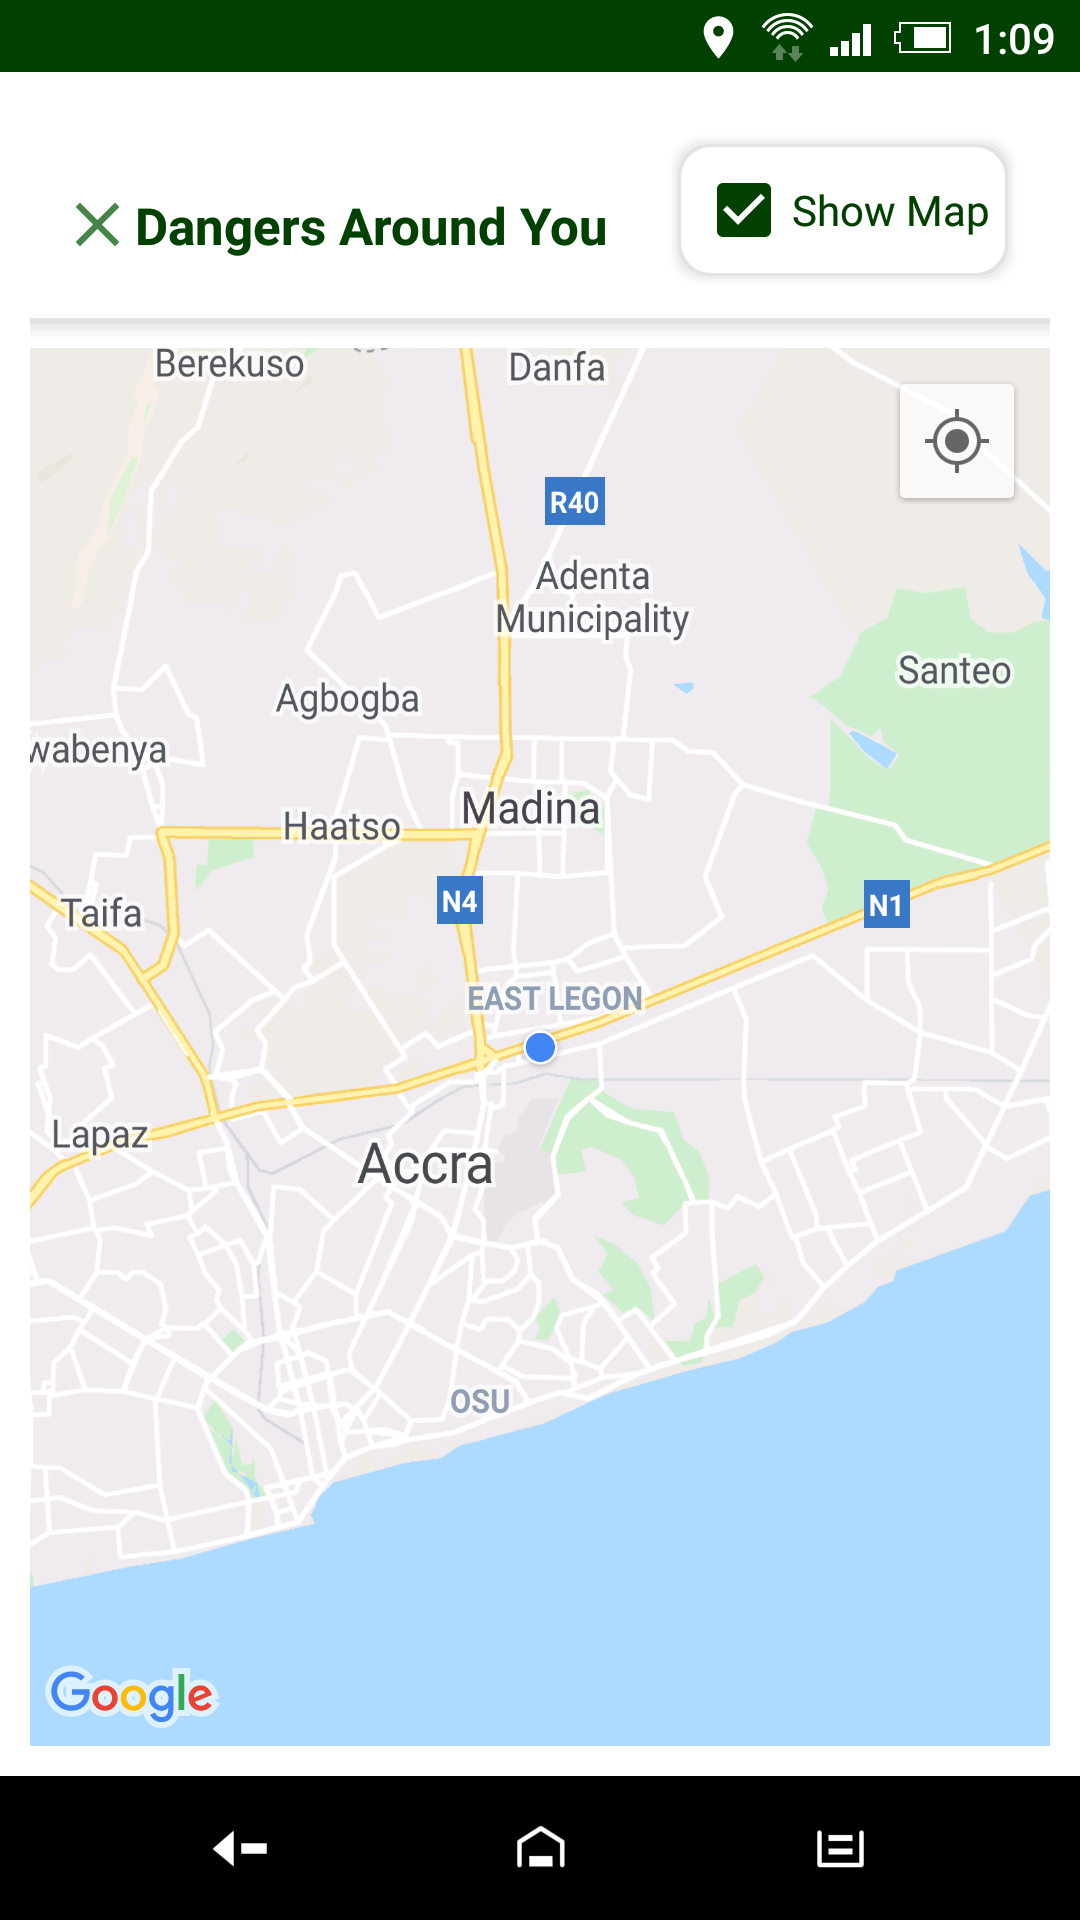 1:09
Dangers Around You
Show Map
Berekuso
Danfa
R40
Adenta
Municipality
Santeo
Agbogba
wabenya
Madina
Haatso
N4
N1
Taifa
EAST LEGON
Lapaz
Accra
OSU
Google